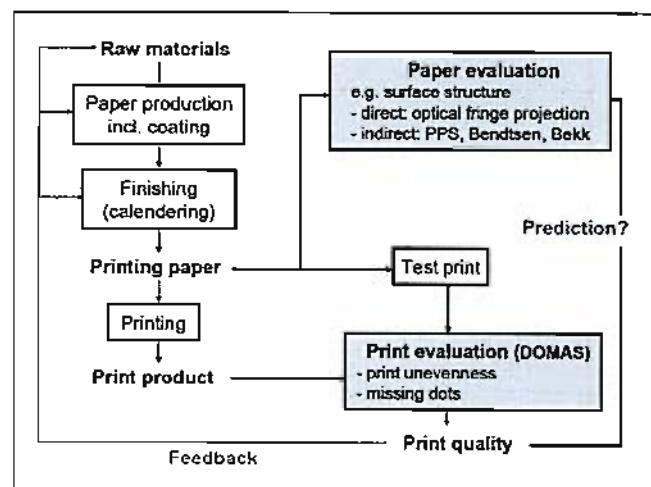 Raw materials
Paper production
incl. coating
Finishing
(calendering)
Printing paper
Printing
Print product
Paper evaluation
e.g. surface structure
- direct: optical fringe projection
- indirect: PPS, Bendtsen, Bekk
Prediction?
Test print
Print evaluation (DOMAS)
- print unevenness
- missing dots
Print quality
Feedback